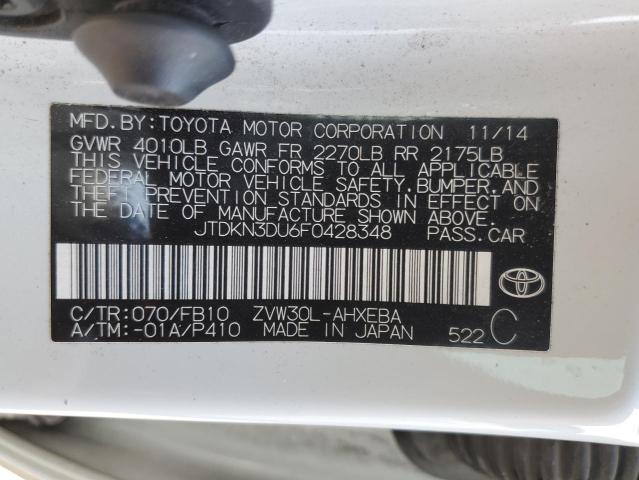 MFD. BY: TOYOTA MOTOR CORPORATION 11/14
GVWR 4010LB GAWR FR 2270LB RR 2175LB
THIS VEHICLE CONFORMS TO ALL APPLICABLE
FEDERAL MOTOR VEHICLE SAFETY, BUMPER, AND
THEFT PREVENTION STANDARDS IN EFFECT ON
THE DATE OF MANUFACTURE SHOWN ABOVE.
JTDKN3DU6F0428348 PASS. CAR
C/TR: 070/FB10 ZVW30L-AHXEBA
A/TM: -01A/P410 MADE IN JAPAN 522 C